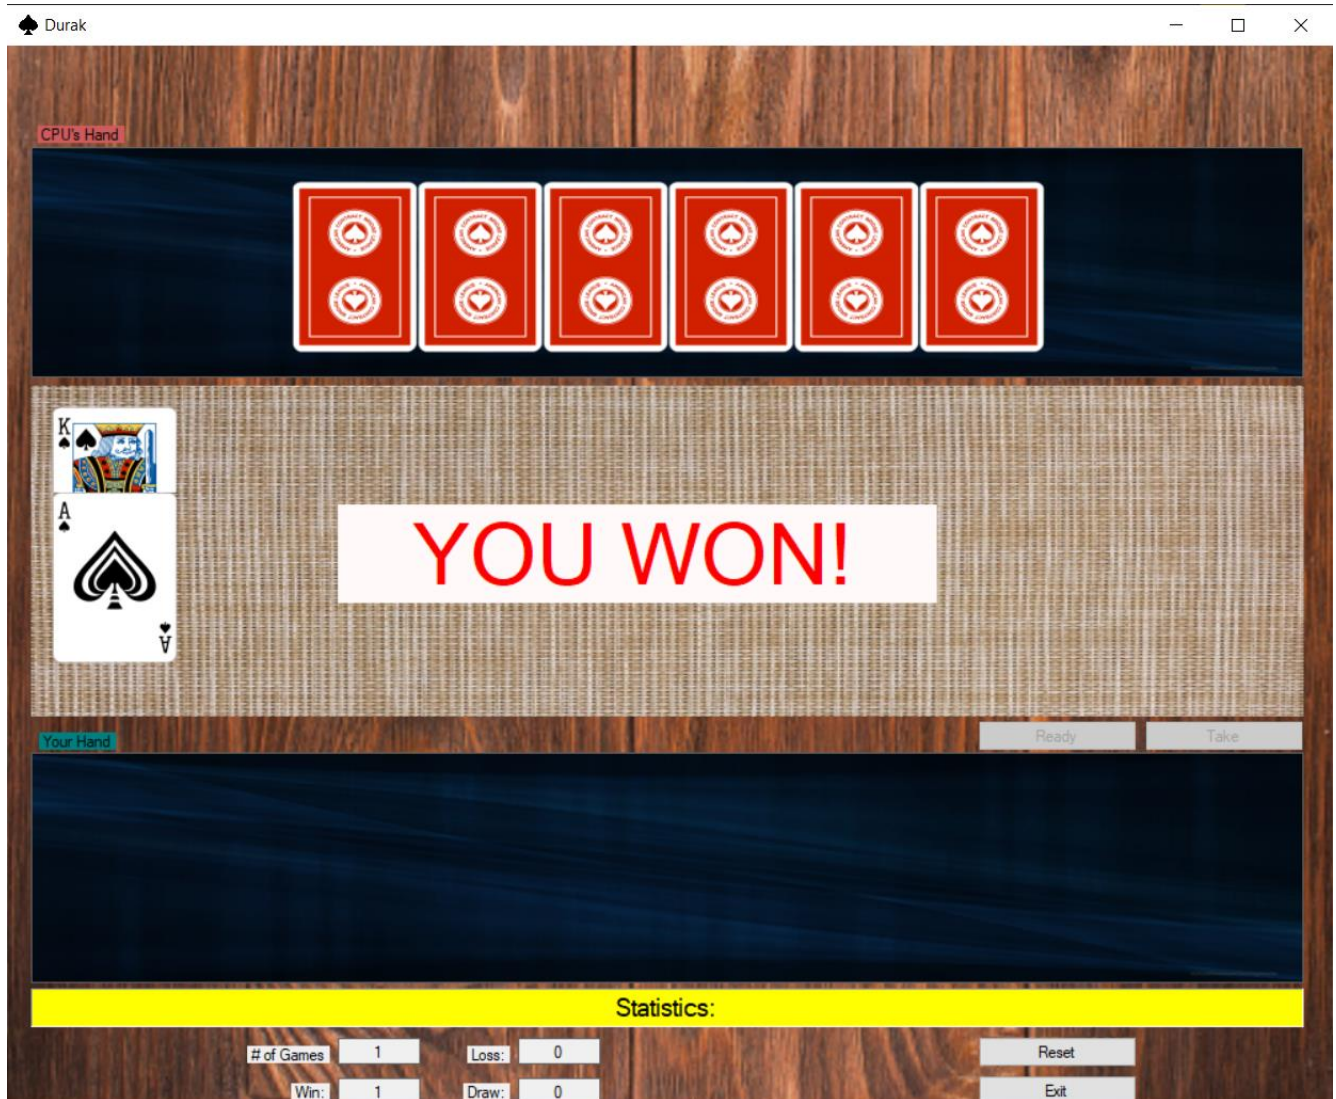 Durak
CPU's Hand
K
A
YOU WON!
A
Your Hand
Ready Take
Statistics:
# of Games 1 Loss: 0 Reset
Win: 1 Draw: 0 Exit